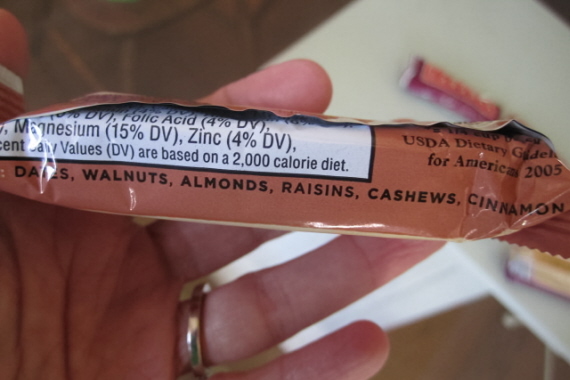 Folic Acid (4% DV),
Magnesium (15% DV), Zinc (4% DV),
Values (DV) are based on a 2,000 calorie diet.
: DATES, WALNUTS, ALMONDS, RAISINS, CASHEWS, CINNAMON
USDA Dietary
for 2005